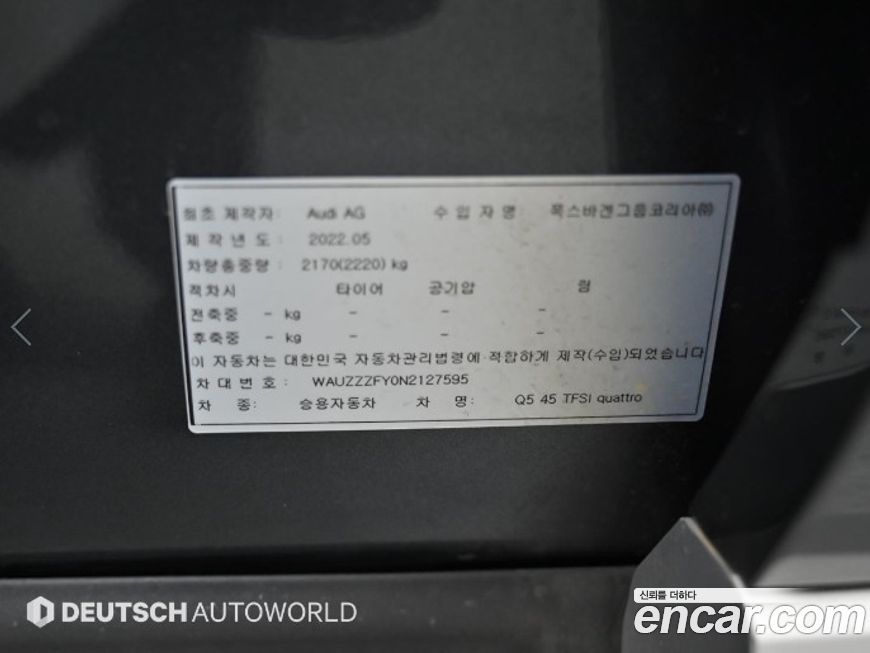 최초 제작자: Audi AG 수 입 자 명 : 폭스바겐그룹코리아㈜
제 작 년 도 : 2022.05
차량총중량 : 2170(2220) kg
적차시 타이어 공기압 림
전축중 - kg - - -
후축중 - kg - - -
이 자동차는 대한민국 자동차관리법령에 적합하게 제작(수입)되었습니다
차 대 번 호 : WAUZZZFY0N2127595
차 종: 승용자동차 차 명: Q5 45 TFSI quattro
DEUTSCH AUTOWORLD
신뢰를 더하다
encar.com